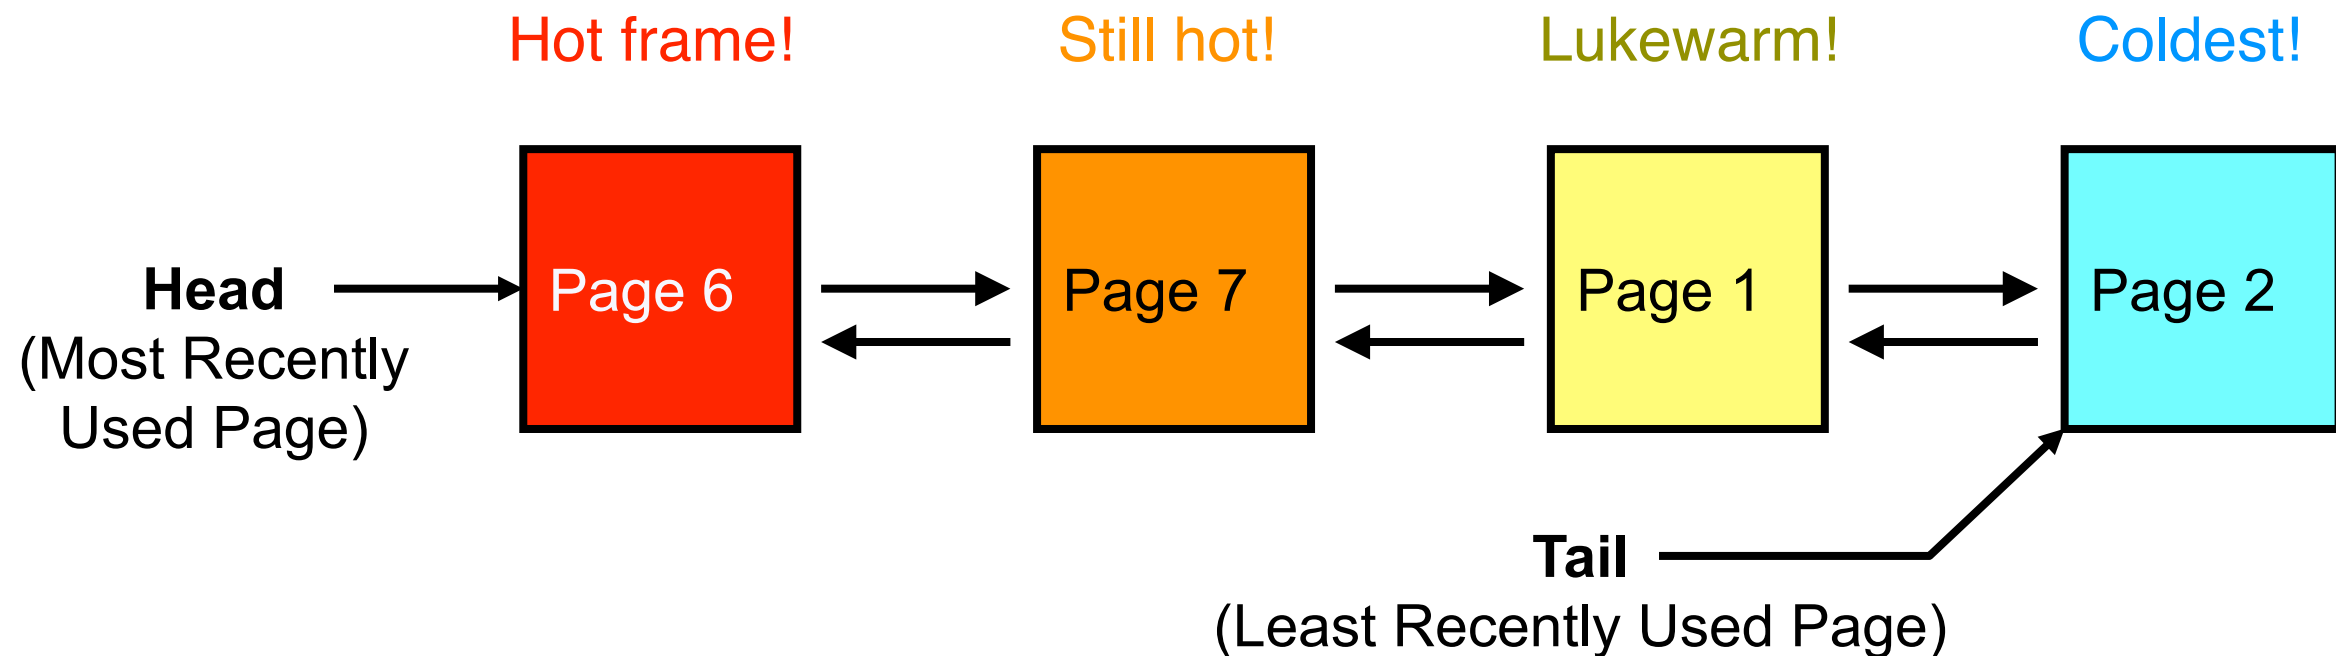 Hot frame!
Still hot!
Lukewarm!
Coldest!
Head
(Most Recently
Used Page)
Page 6
Page 7
Page 1
Page 2
Tail
(Least Recently Used Page)